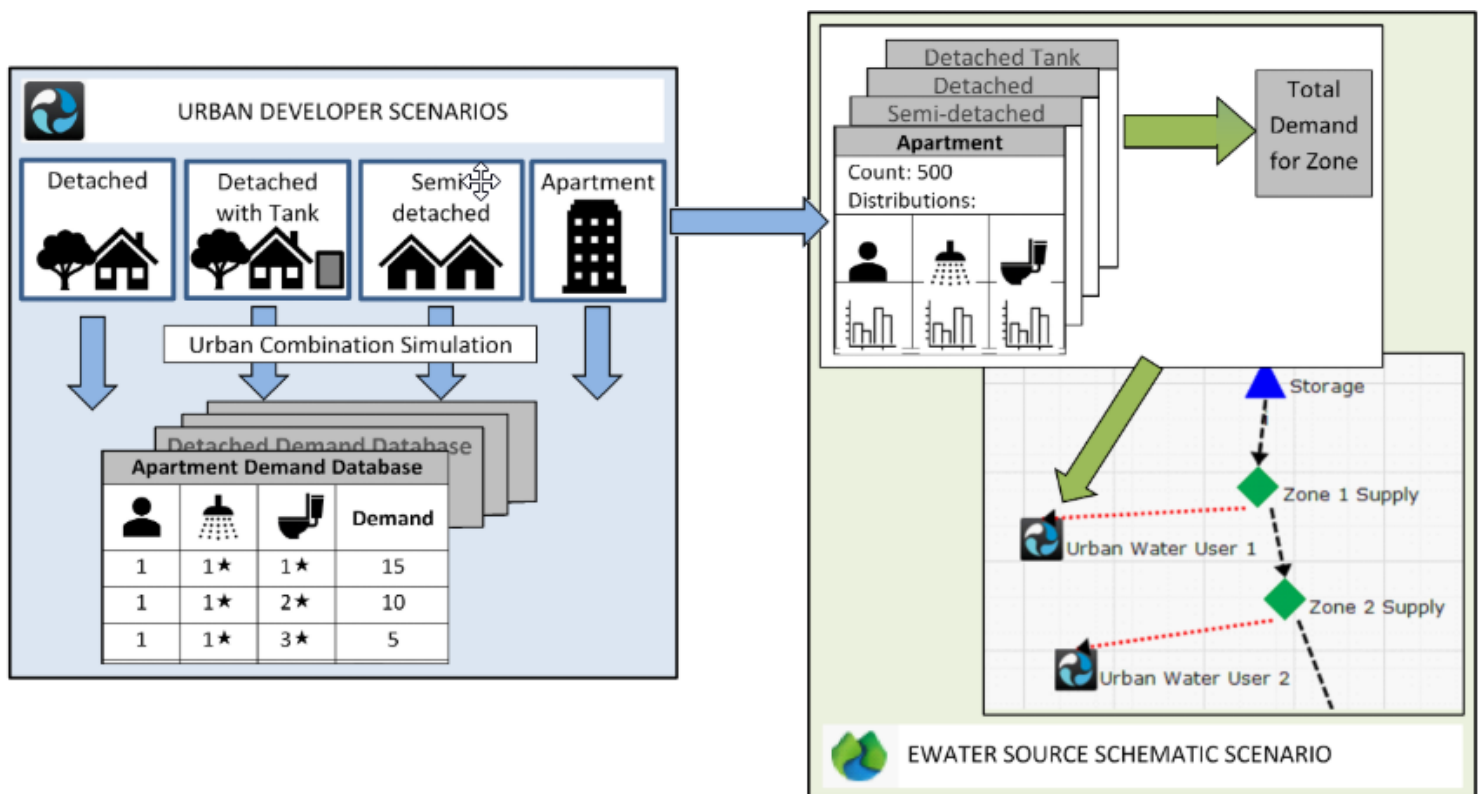 URBAN DEVELOPER SCENARIOS
Detached
Detached
with Tank
Semi
detached
Apartment
Urban Combination Simulation
Detached Demand Database
Apartment Demand Database
Demand
1 1★ 1★ 15
1 1★ 2★ 10
1 1★ 3★ 5
Detached Tank
Detached
Semi-detached
Apartment
Count: 500
Distributions:
Total
Demand
for Zone
Storage
Zone 1 Supply
Urban Water User 1
Zone 2 Supply
Urban Water User 2
EWATER SOURCE SCHEMATIC SCENARIO